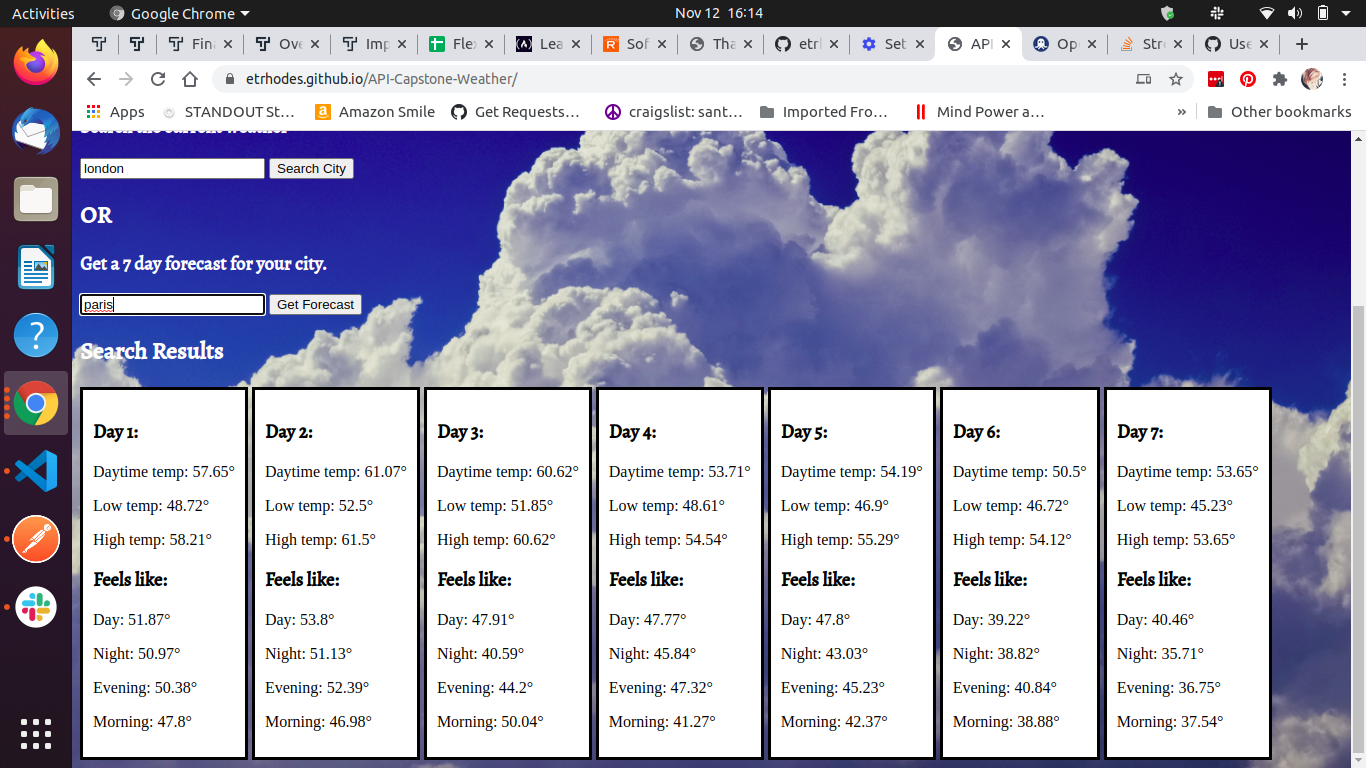 Activities Google Chrome Nov 12 16:14
Fin Ove Imp Flex Lea Sof Tha etrl Set API Ope Stre Use
etrhodes.github.io/API-Capstone-Weather/
Apps STANDOUT St… Amazon Smile Get Requests… craigslist: sant… Imported Fro… Mind Power a… » Other bookmarks
Search the current weather
london Search City
OR
Get a 7 day forecast for your city.
paris Get Forecast
Search Results
Day 1: Day 2: Day 3: Day 4: Day 5: Day 6: Day 7:
Daytime temp: 57.65° Daytime temp: 61.07° Daytime temp: 60.62° Daytime temp: 53.71° Daytime temp: 54.19° Daytime temp: 50.5° Daytime temp: 53.65°
Low temp: 48.72° Low temp: 52.5° Low temp: 51.85° Low temp: 48.61° Low temp: 46.9° Low temp: 46.72° Low temp: 45.23°
High temp: 58.21° High temp: 61.5° High temp: 60.62° High temp: 54.54° High temp: 55.29° High temp: 54.12° High temp: 53.65°
Feels like: Feels like: Feels like: Feels like: Feels like: Feels like: Feels like:
Day: 51.87° Day: 53.8° Day: 47.91° Day: 47.77° Day: 47.8° Day: 39.22° Day: 40.46°
Night: 50.97° Night: 51.13° Night: 40.59° Night: 45.84° Night: 43.03° Night: 38.82° Night: 35.71°
Evening: 50.38° Evening: 52.39° Evening: 44.2° Evening: 47.32° Evening: 45.23° Evening: 40.84° Evening: 36.75°
Morning: 47.8° Morning: 46.98° Morning: 50.04° Morning: 41.27° Morning: 42.37° Morning: 38.88° Morning: 37.54°